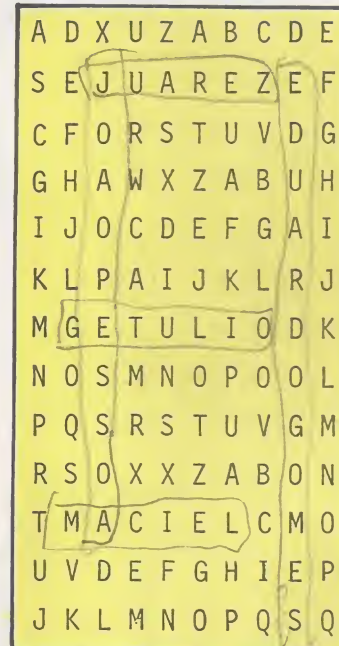 A D X U Z A B C D E
S E J U A R E Z E F
C F O R S T U V D G
G H A W X Z A B U H
I J O C D E F G A I
K L P A I J K L R J
M G E T U L I O D K
N O S M N O P O O L
P Q S R S T U V G M
R S O X X Z A B O N
T M A C I E L C M O
U V D E F G H I E P
J K L M N O P Q S Q